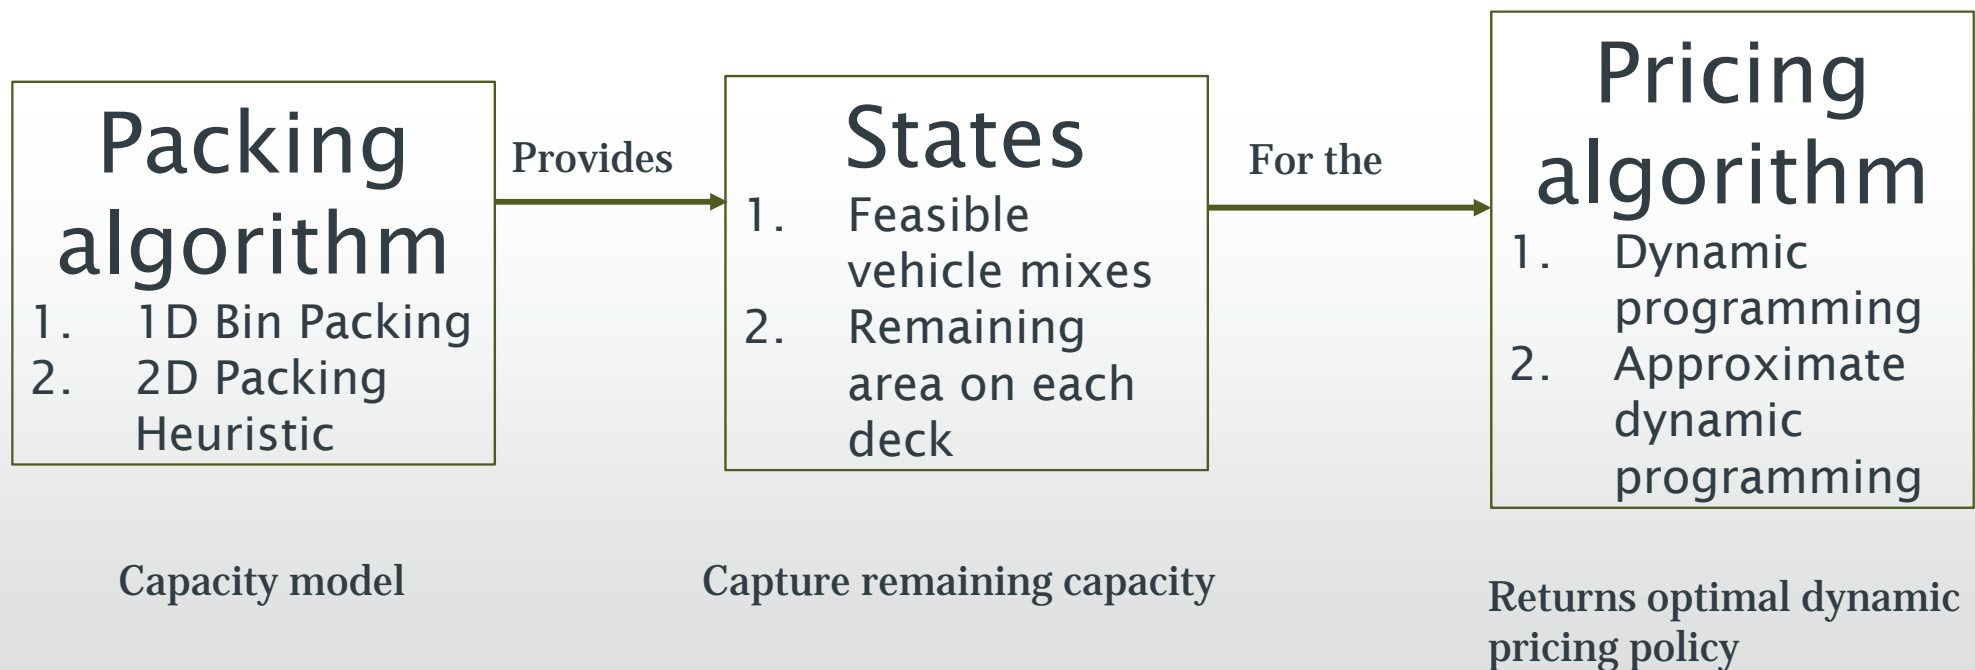 Packing
algorithm
1. 1D Bin Packing
2. 2D Packing
Heuristic
Capacity model
Provides
States
1. Feasible
vehicle mixes
2. Remaining
area on each
deck
Capture remaining capacity
For the
Pricing
algorithm
1. Dynamic
programming
2. Approximate
dynamic
programming
Returns optimal dynamic
pricing policy